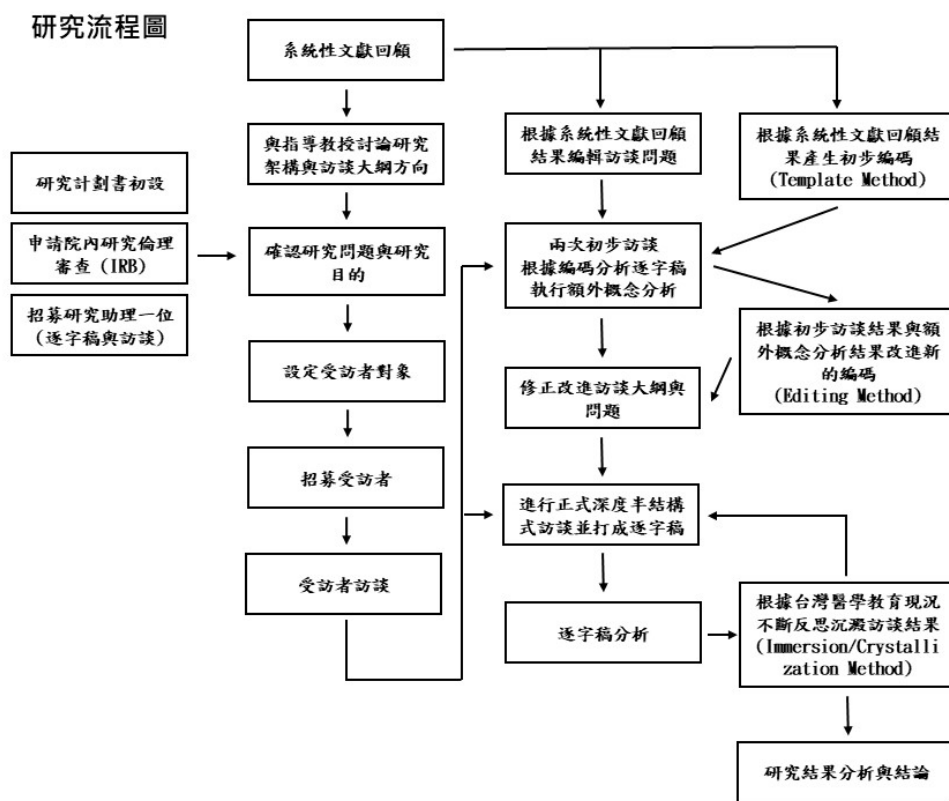 研究流程圖
系統性文獻回顧
與指導教授討論研究
架構與訪談大綱方向
研究計劃書初設
申請院內研究倫理
審查 (IRB)
招募研究助理一位
(逐字稿與訪談)
確認研究問題與研究
目的
設定受訪者對象
招募受訪者
受訪者訪談
根據系統性文獻回顧
結果編輯訪談問題
兩次初步訪談
根據編碼分析逐字稿
執行額外概念分析
修正改進訪談大綱與
問題
進行正式深度半結構
式訪談並打成逐字稿
逐字稿分析
根據系統性文獻回顧結
果產生初步編碼
(Template Method)
根據初步訪談結果與額
外概念分析結果改進新
的編碼
(Editing Method)
根據台灣醫學教育現況
不斷反思沉澱訪談結果
(Immersion/Crystalli
zation Method)
研究結果分析與結論